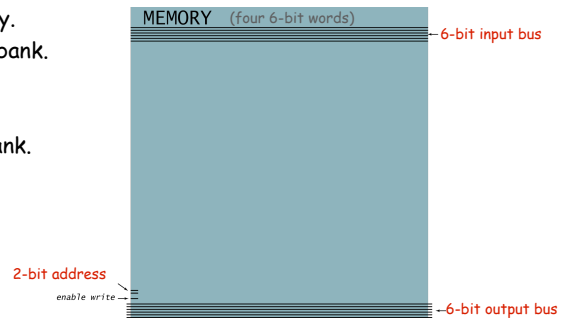 y.
MEMORY (four 6-bit words)
6-bit input bus
bank.
nk.
2-bit address
enable write
6-bit output bus